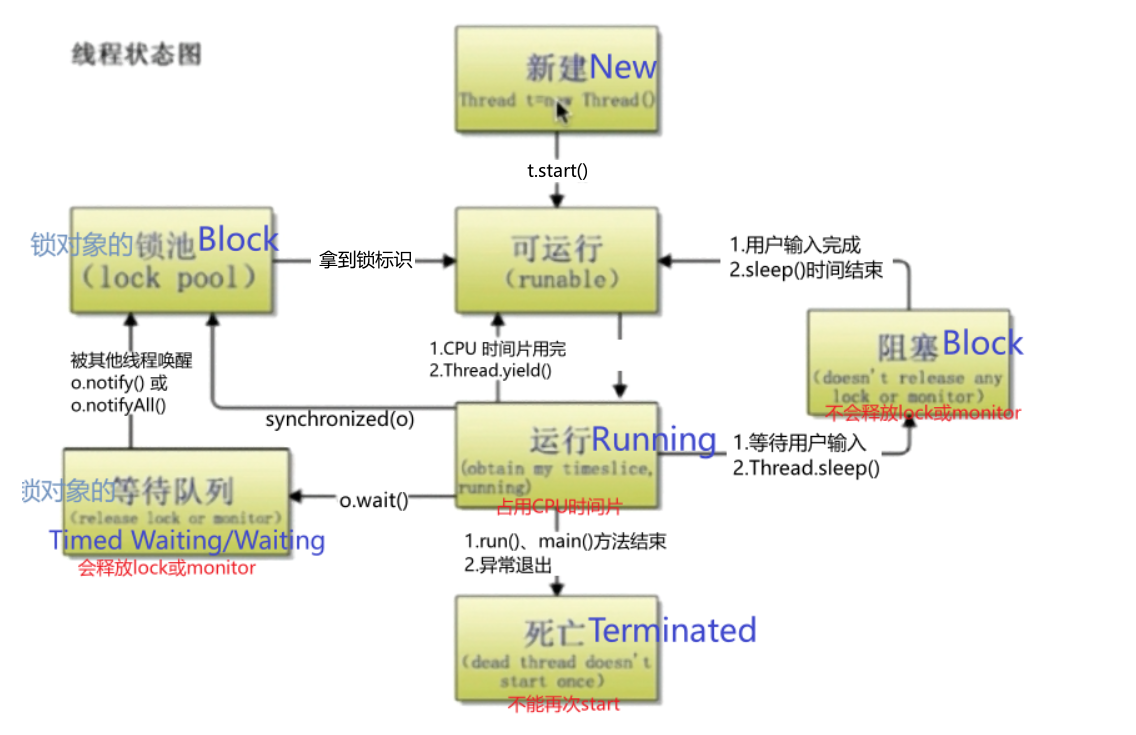 线程状态图
新建New
Thread t=new Thread()
t.start()
锁对象的锁池Block
(lock pool)
拿到锁标识
可运行
(runable)
1.用户输入完成
2.sleep()时间结束
阻塞Block
(doesn't release any
lock or monitor)
不会释放lock或monitor
被其他线程唤醒
o.notify() 或
o.notifyAll()
1.CPU 时间片用完
2.Thread.yield()
synchronized(o)
运行Running
(obtain my timeslice,
running)
占用CPU时间片
1.等待用户输入
2.Thread.sleep()
锁对象的等待队列
(release lock or monitor)
Timed Waiting/Waiting
会释放lock或monitor
o.wait()
1.run()、main()方法结束
2.异常退出
死亡Terminated
(dead thread doesn't
start once)
不能再次start